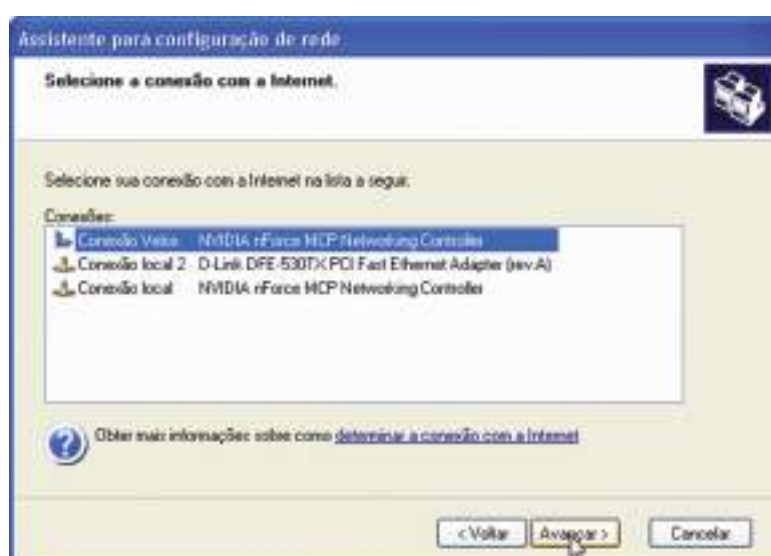 Assistente para configuração de rede
Selecione a conexão com a Internet.
Selecione sua conexão com a Internet na lista a seguir.
Conexões:
Conexão Velox NVIDIA nForce MCP Networking Controller
Conexão local 2 D-Link DFE-530TX PCI Fast Ethernet Adapter (rev.A)
Conexão local NVIDIA nForce MCP Networking Controller
Obter mais informações sobre como determinar a conexão com a Internet
< Voltar Avançar > Cancelar